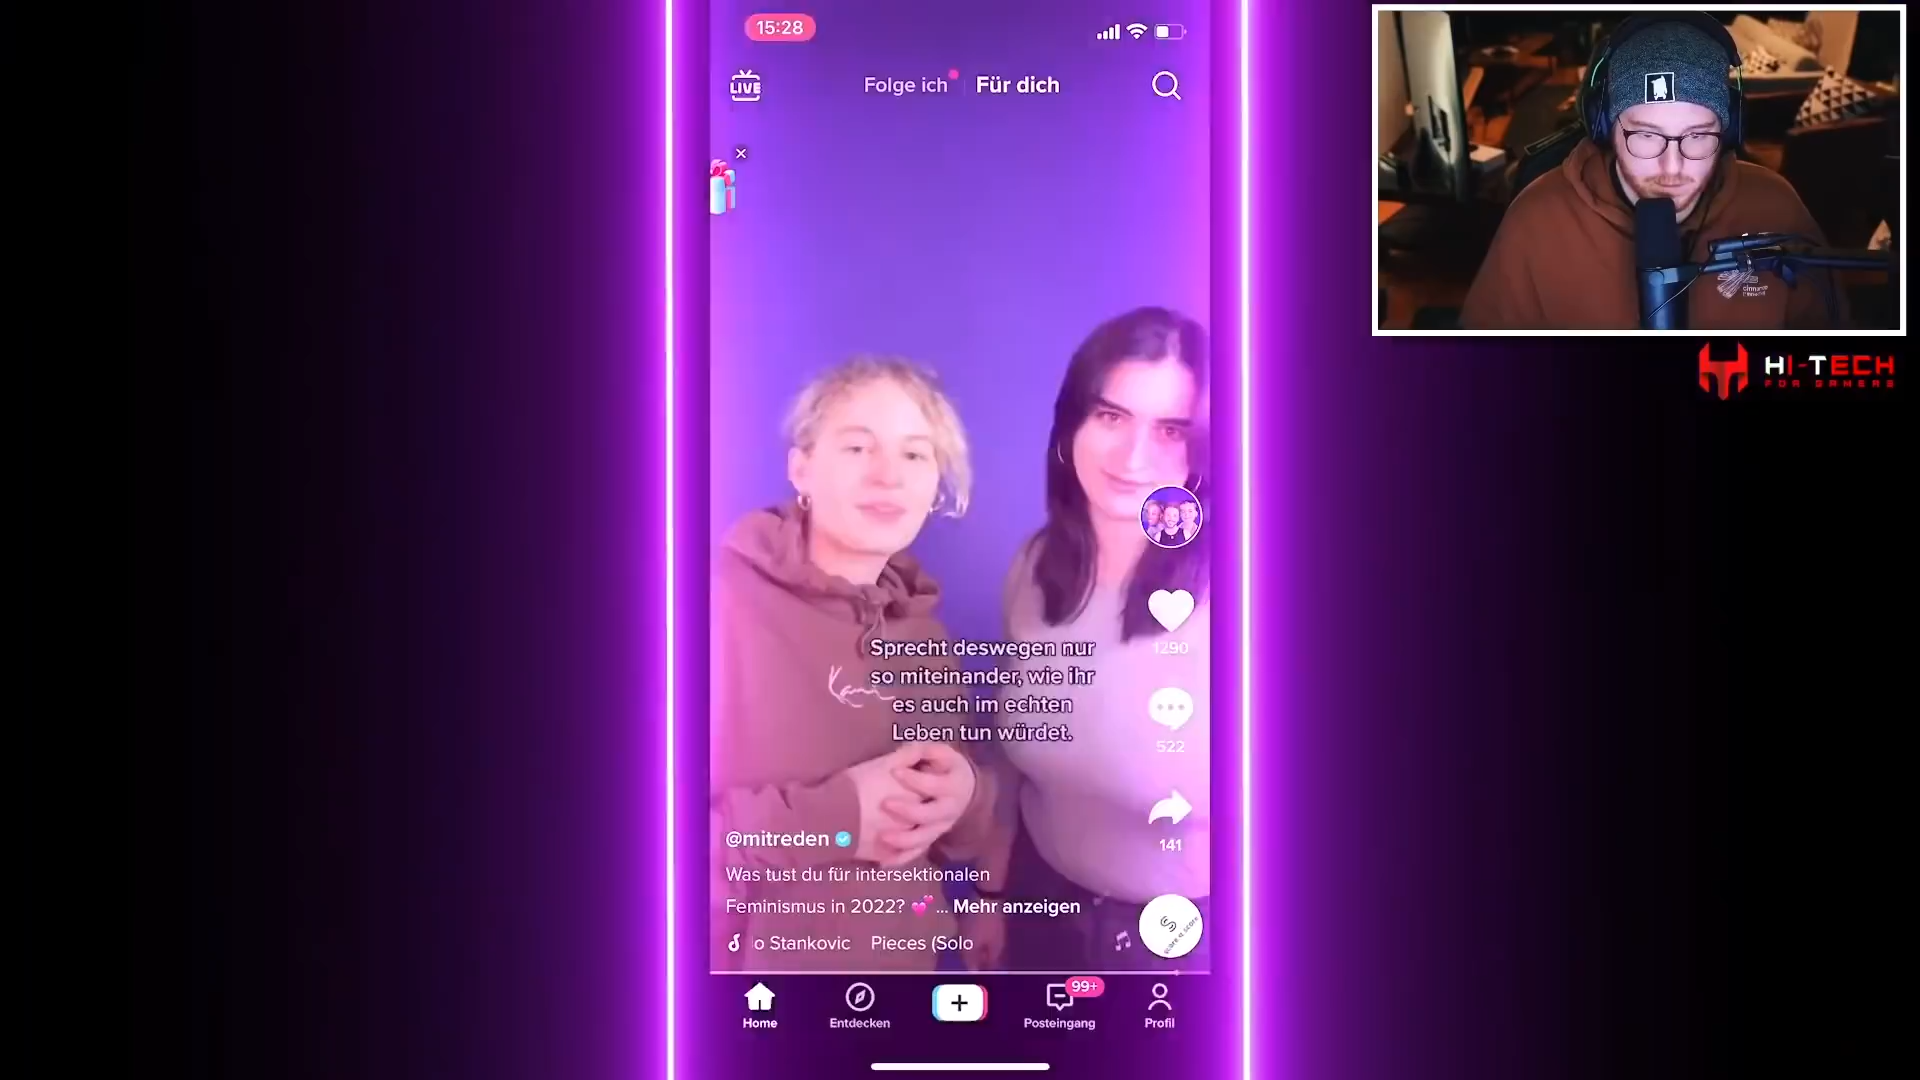 15:28
LIVE
Folge ich
Für dich
HI-TECH
FOR GAMERS
Sprecht deswegen nur
so miteinander, wie ihr
es auch im echten
Leben tun würdet.
1290
522
141
@mitreden
Was tust du für intersektionalen
Feminismus in 2022? 💕 ... Mehr anzeigen
o Stankovic Pieces (Solo
99+
Home
Entdecken
Posteingang
Profil